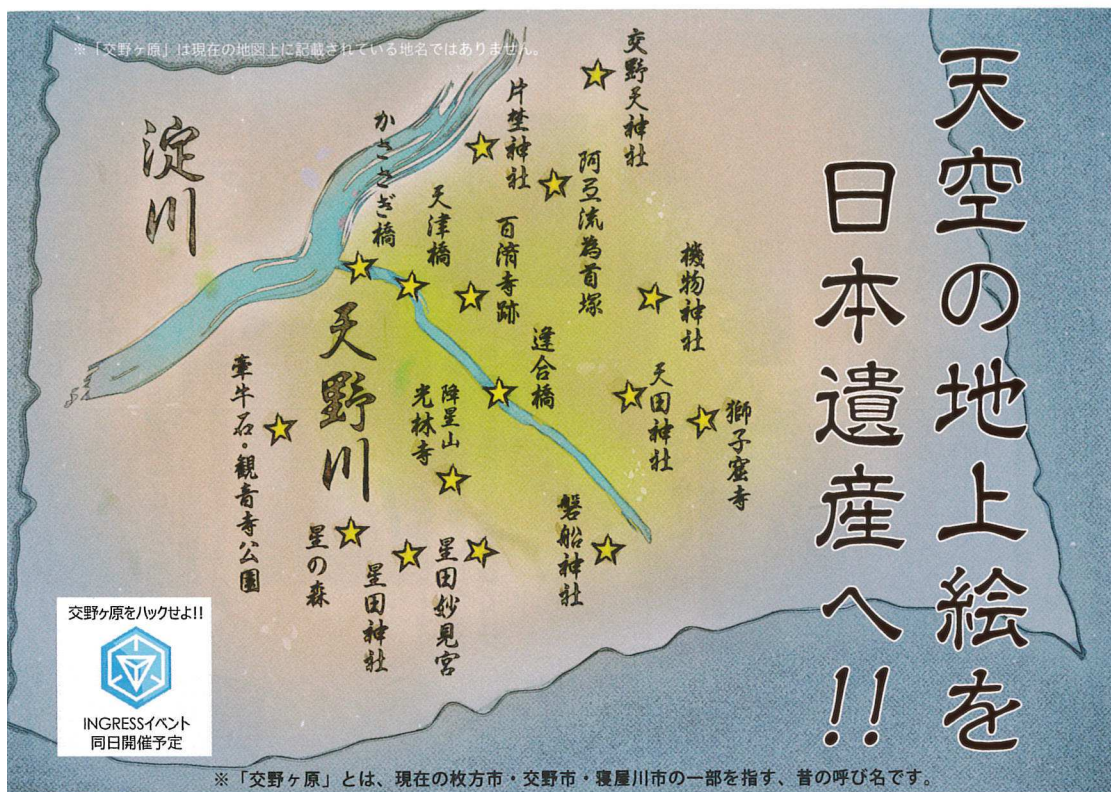 天空の地上絵を
日本遺産へ!!
※「交野ヶ原」は現在の地図上に記載されている地名ではありません。
淀川
交野天神社
片埜神社
阿弖流為首塚
かささぎ橋
天津橋
百済寺跡
機物神社
天野川
逢合橋
天田神社
獅子窟寺
降星山
光林寺
牽牛石・観音寺公園
磐船神社
星の森
星田神社
星田妙見宮
交野ヶ原をハックせよ!!
INGRESSイベント
同日開催予定
※「交野ヶ原」とは、現在の枚方市・交野市・寝屋川市の一部を指す、昔の呼び名です。